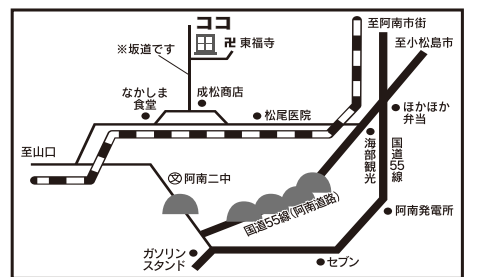 ココ
卍 東福寺
※坂道です
至阿南市街
至小松島市
なかしま
食堂
成松商店
松尾医院
ほかほか
弁当
至山口
海部観光
国道55線
文 阿南二中
国道55線(阿南道路)
阿南発電所
ガソリン
スタンド
セブン